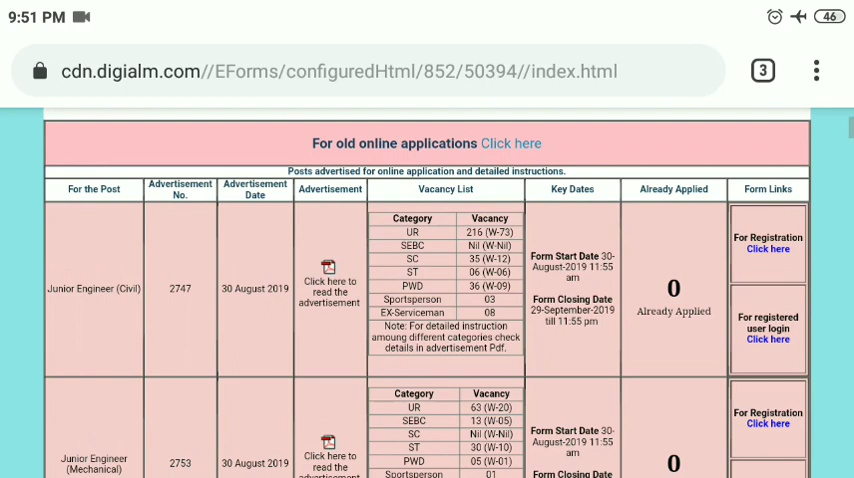 9:51 PM
46
cdn.digialm.com//EForms/configuredHtml/852/50394//index.html
3
For old online applications Click here
Posts advertised for online application and detailed instructions.
For the Post
Advertisement No.
Advertisement Date
Advertisement
Vacancy List
Key Dates
Already Applied
Form Links
Junior Engineer (Civil)
2747
30 August 2019
Click here to
read the
advertisement
Category Vacancy
UR 216 (W-73)
SEBC Nil (W-Nil)
SC 35 (W-12)
ST 06 (W-06)
PWD 36 (W-09)
Sportsperson 03
EX-Serviceman 08
Note: For detailed instruction
amoung different categories check
details in advertisement Pdf.
Form Start Date 30-
August-2019 11:55
am
Form Closing Date
29-September-2019
till 11:55 pm
0
Already Applied
For Registration
Click here
For registered
user login
Click here
Junior Engineer
(Mechanical)
2753
30 August 2019
Click here to
read the
advertisement
Category Vacancy
UR 63 (W-20)
SEBC 13 (W-05)
SC Nil (W-Nil)
ST 30 (W-10)
PWD 05 (W-01)
Sportsperson 01
Form Start Date 30-
August-2019 11:55
am
Form Closing Date
0
For Registration
Click here